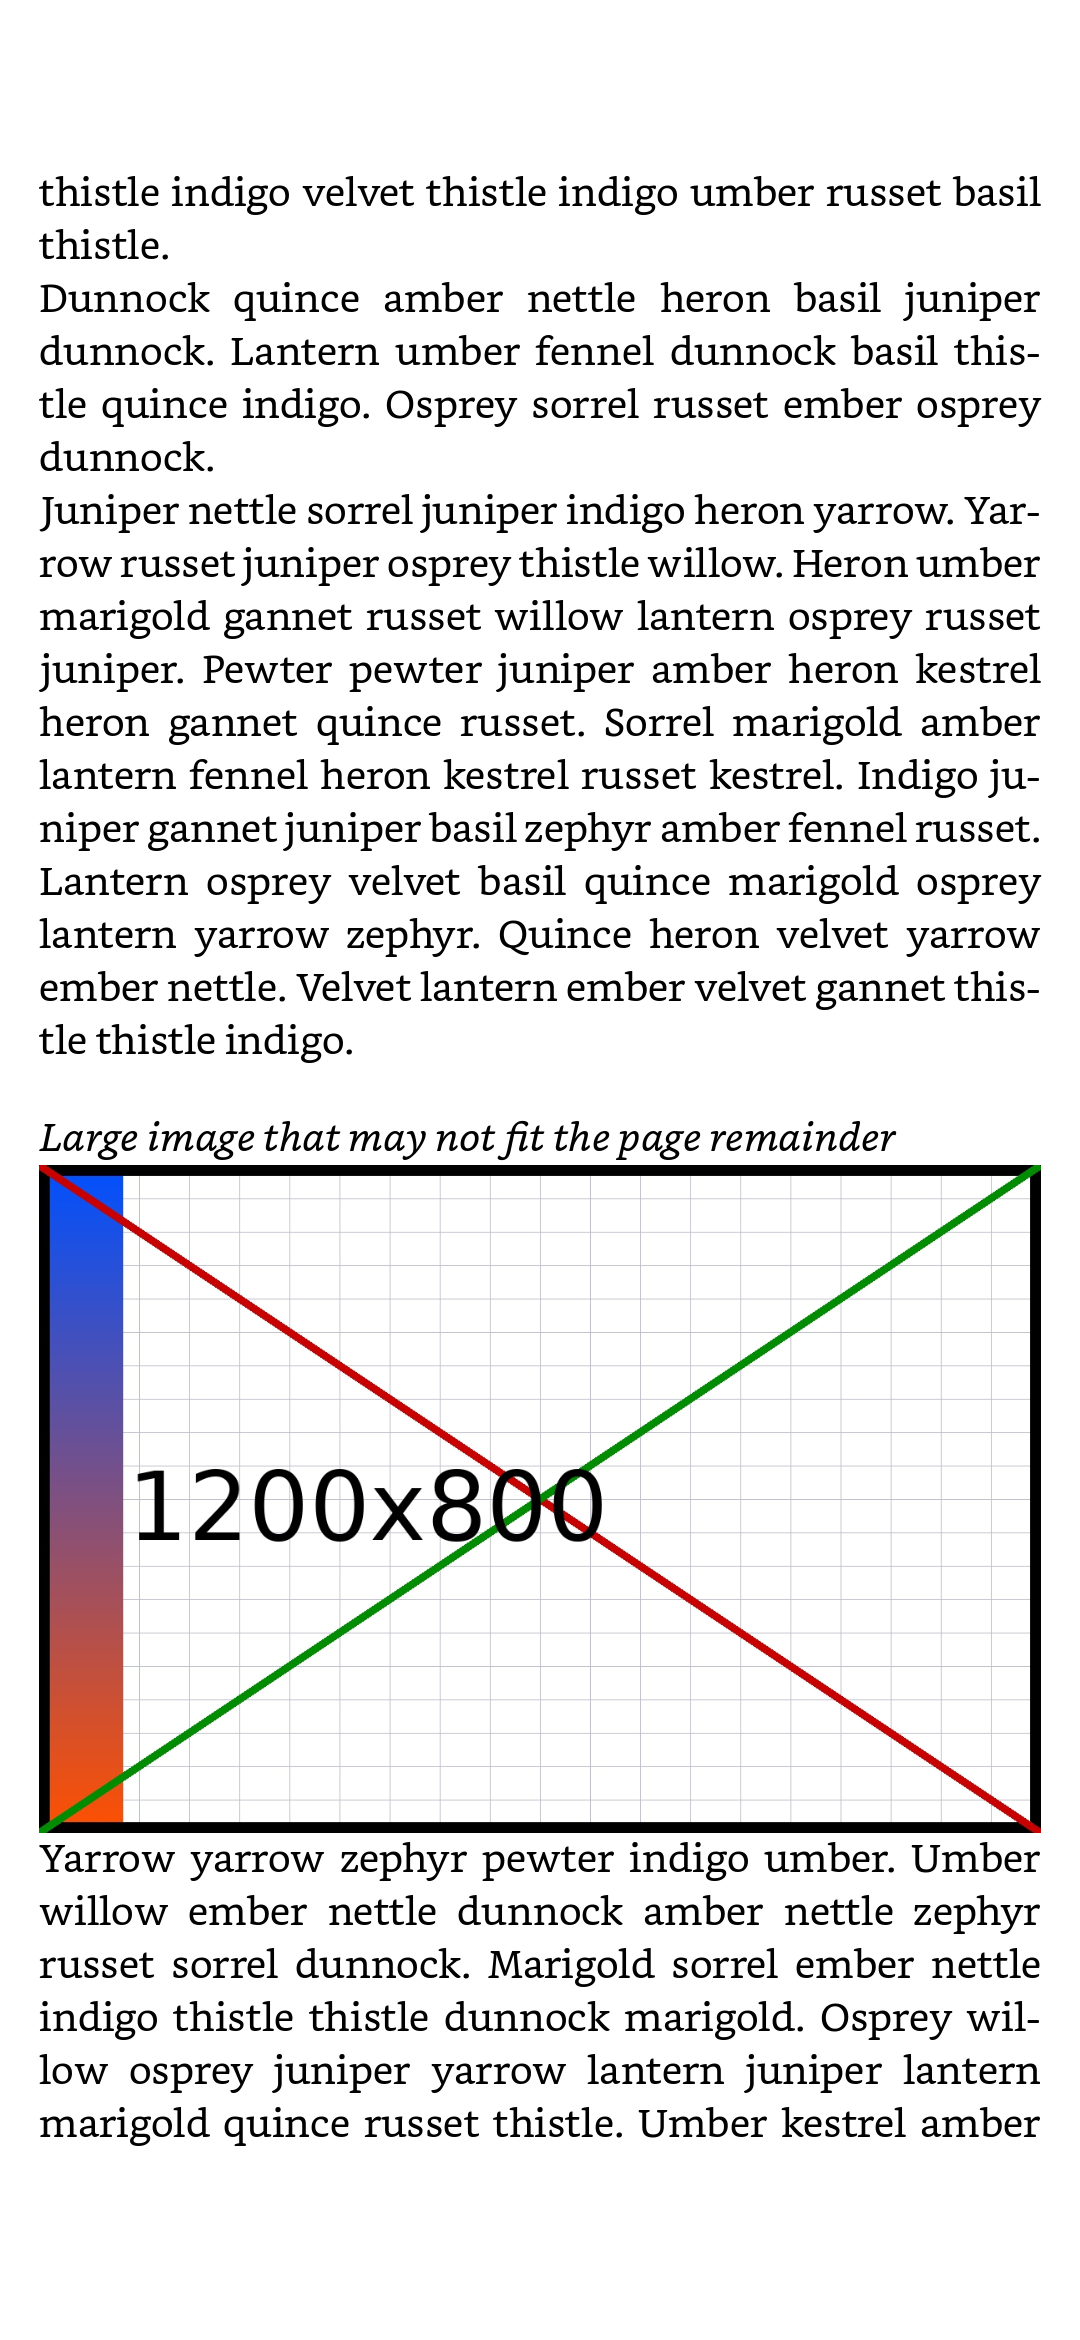 thistle indigo velvet thistle indigo umber russet basil
thistle.
Dunnock quince amber nettle heron basil juniper
dunnock. Lantern umber fennel dunnock basil this-
tle quince indigo. Osprey sorrel russet ember osprey
dunnock.
Juniper nettle sorrel juniper indigo heron yarrow. Yar-
row russet juniper osprey thistle willow. Heron umber
marigold gannet russet willow lantern osprey russet
juniper. Pewter pewter juniper amber heron kestrel
heron gannet quince russet. Sorrel marigold amber
lantern fennel heron kestrel russet kestrel. Indigo ju-
niper gannet juniper basil zephyr amber fennel russet.
Lantern osprey velvet basil quince marigold osprey
lantern yarrow zephyr. Quince heron velvet yarrow
ember nettle. Velvet lantern ember velvet gannet this-
tle thistle indigo.
Large image that may not fit the page remainder
1200x800
Yarrow yarrow zephyr pewter indigo umber. Umber
willow ember nettle dunnock amber nettle zephyr
russet sorrel dunnock. Marigold sorrel ember nettle
indigo thistle thistle dunnock marigold. Osprey wil-
low osprey juniper yarrow lantern juniper lantern
marigold quince russet thistle. Umber kestrel amber